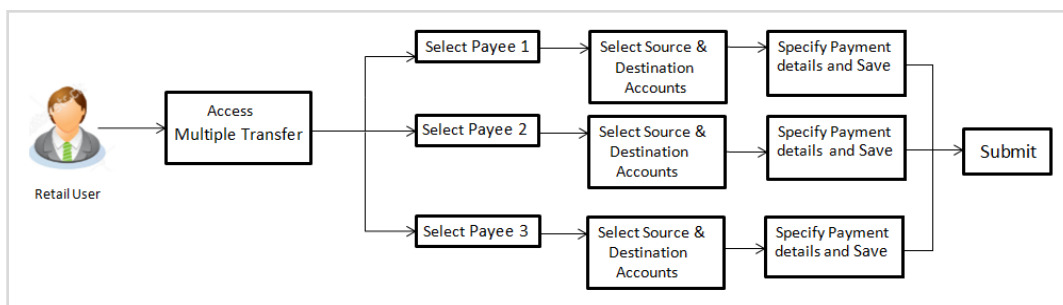 Retail User
Access
Multiple Transfer
Select Payee 1
Select Source &
Destination
Accounts
Specify Payment
details and Save
Select Payee 2
Select Source &
Destination
Accounts
Specify Payment
details and Save
Select Payee 3
Select Source &
Destination
Accounts
Specify Payment
details and Save
Submit